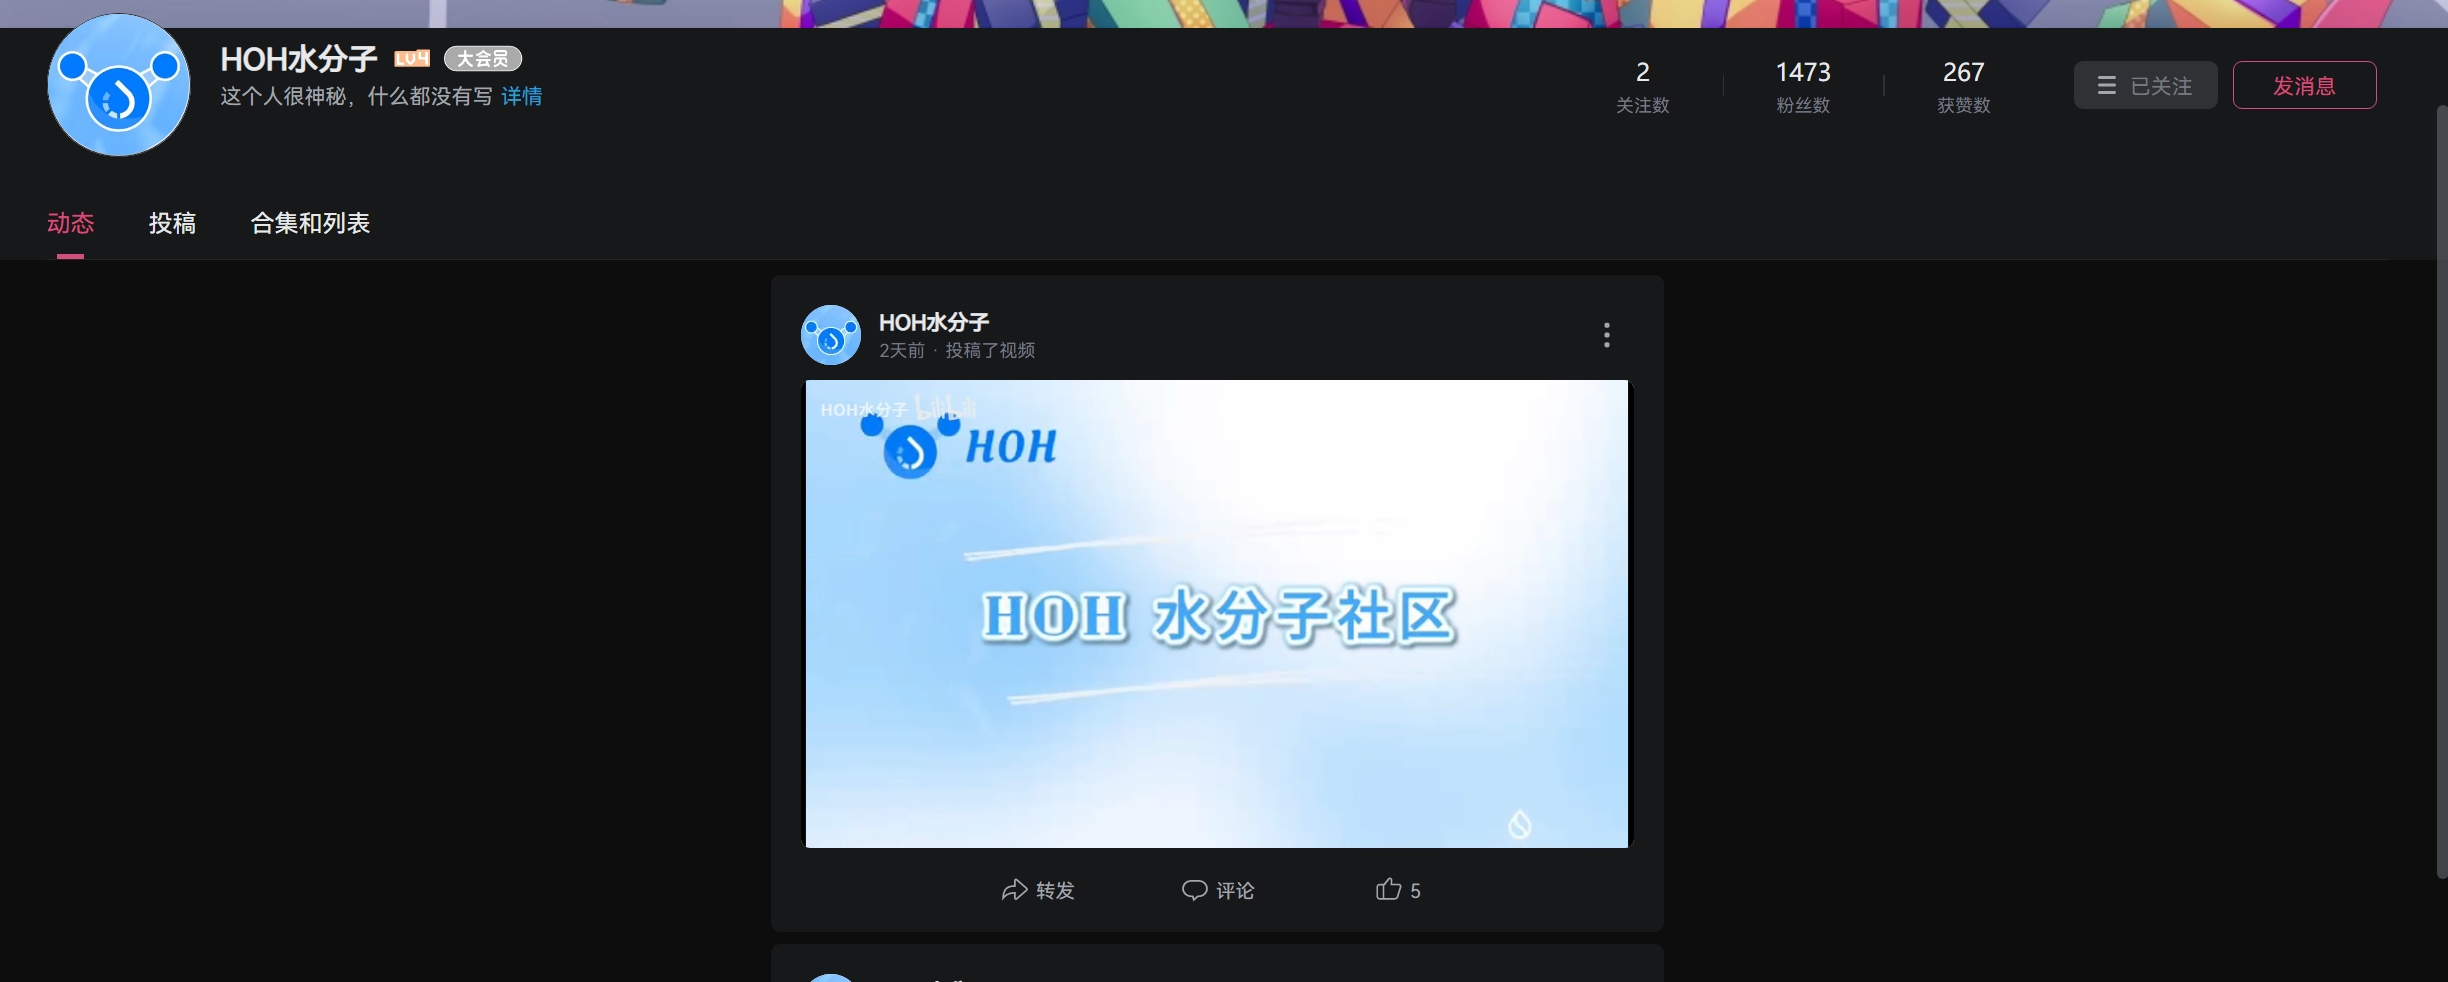 HOH水分子 LV4 大会员
这个人很神秘，什么都没有写 详情
2 1473 267
关注数 粉丝数 获赞数
已关注 发消息
动态 投稿 合集和列表
HOH水分子
2天前 · 投稿了视频
HOH水分子 bilibili
HOH
HOH 水分子社区
转发 评论 5